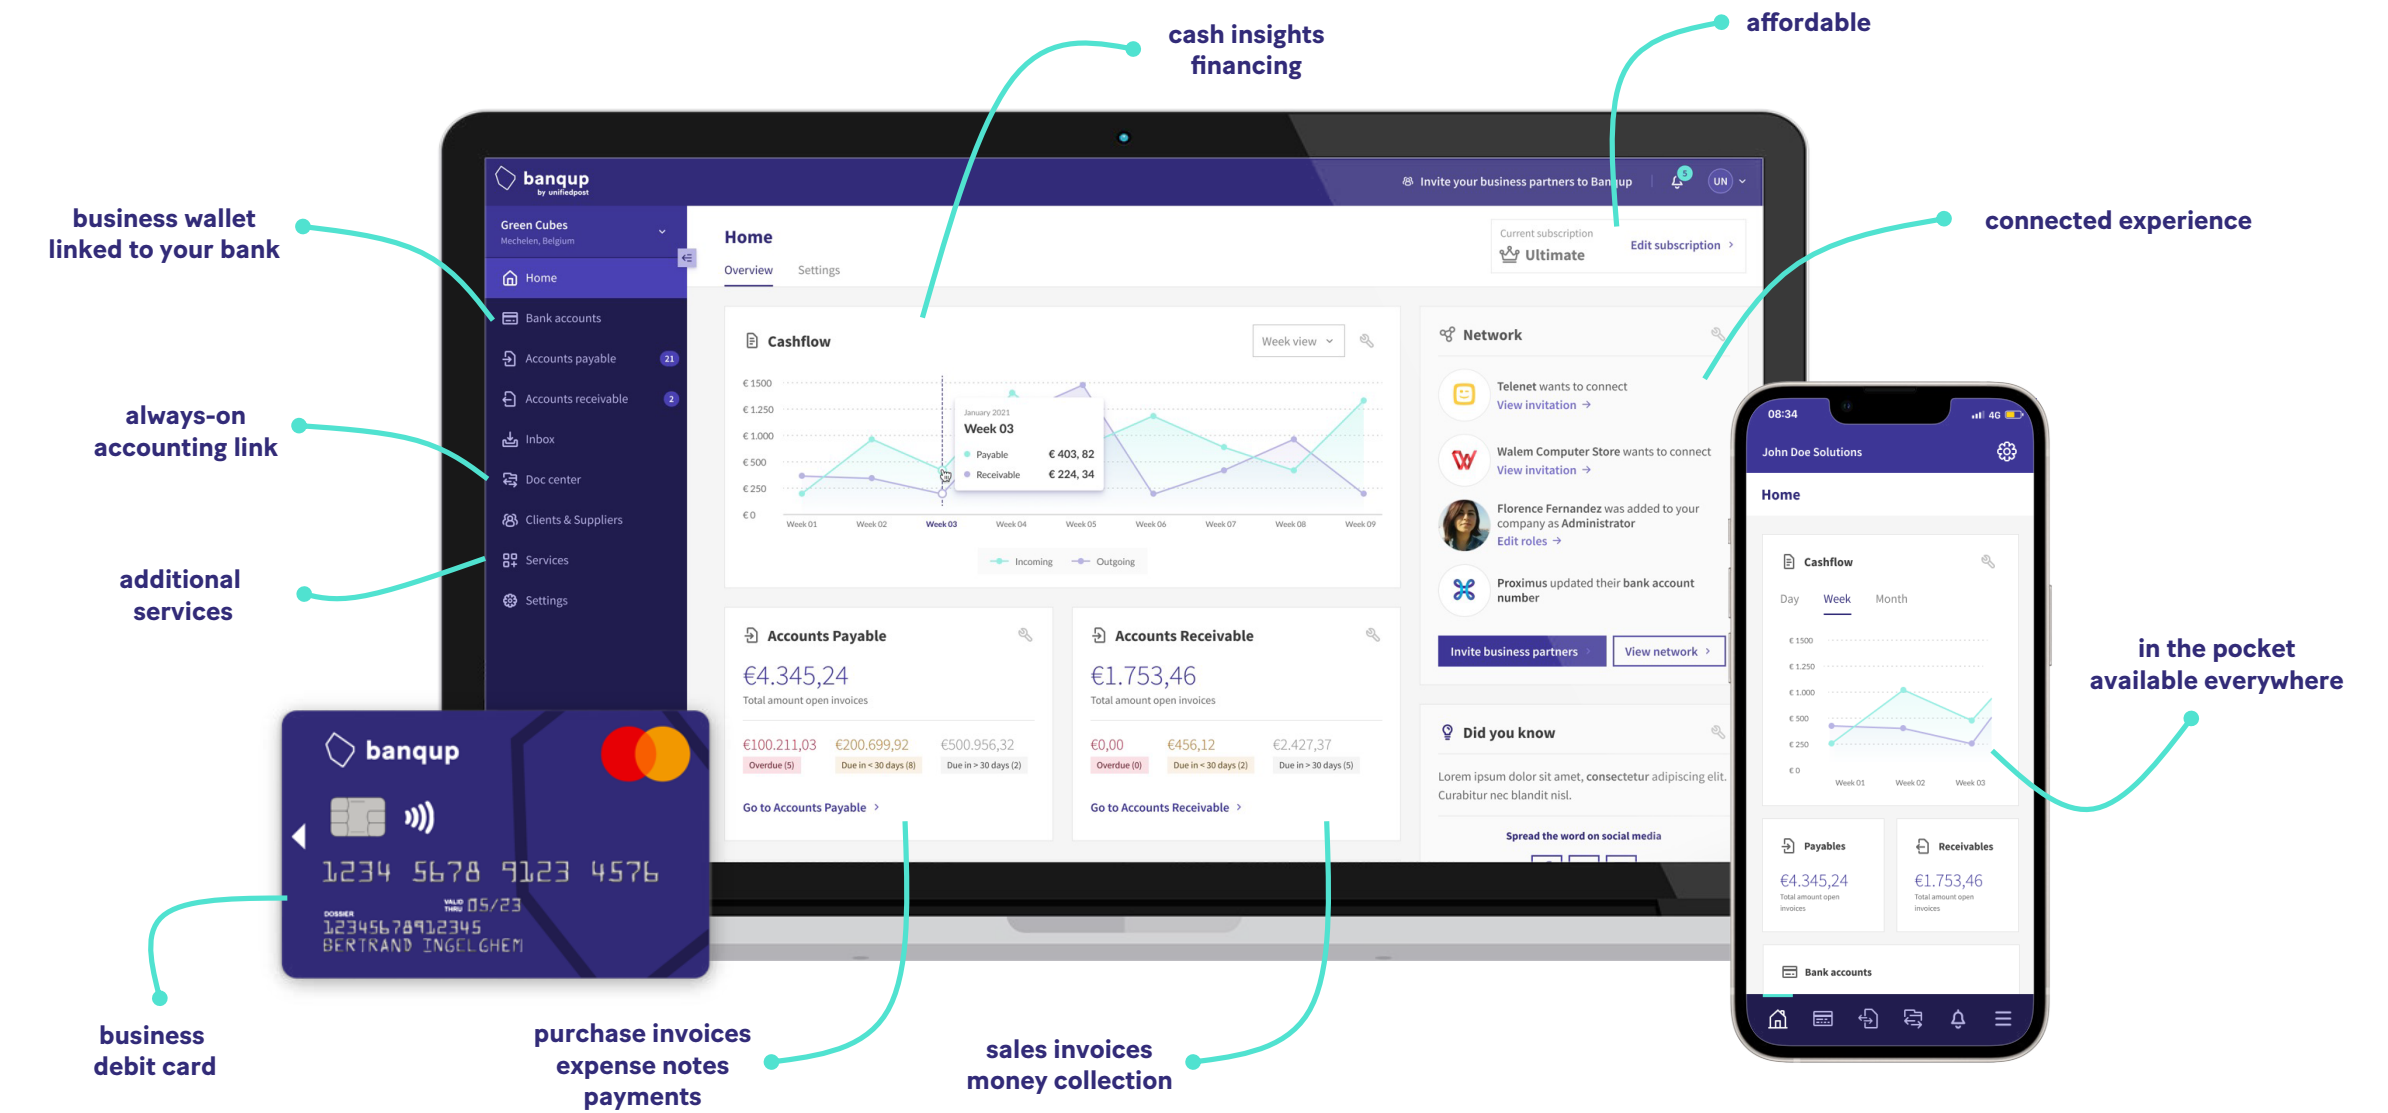 cash insights
financing
affordable
business wallet
linked to your bank
always-on
accounting link
additional
services
connected experience
in the pocket
available everywhere
business
debit card
purchase invoices
expense notes
payments
sales invoices
money collection
banqup
by unifiedpost
Invite your business partners to Banqup
5
UN
Green Cubes
Mechelen, Belgium
Home
Bank accounts
Accounts payable 21
Accounts receivable 2
Inbox
Doc center
Clients & Suppliers
Services
Settings
Home
Overview Settings
Current subscription
Ultimate
Edit subscription
Cashflow
Week view
€ 1500
€ 1.250
€ 1.000
€ 500
€ 250
€ 0
Week 01 Week 02 Week 03 Week 04 Week 05 Week 06 Week 07 Week 08 Week 09
January 2021
Week 03
Payable € 403, 82
Receivable € 224, 34
Incoming Outgoing
Accounts Payable
€4.345,24
Total amount open invoices
€100.211,03 €200.699,92 €500.956,32
Overdue (5) Due in < 30 days (8) Due in > 30 days (2)
Go to Accounts Payable
Accounts Receivable
€1.753,46
Total amount open invoices
€0,00 €456,12 €2.427,37
Overdue (0) Due in < 30 days (2) Due in > 30 days (5)
Go to Accounts Receivable
Network
Telenet wants to connect
View invitation
Walem Computer Store wants to connect
View invitation
Florence Fernandez was added to your
company as Administrator
Edit roles
Proximus updated their bank account
number
Invite business partners
View network
Did you know
Lorem ipsum dolor sit amet, consectetur adipiscing elit.
Curabitur nec blandit nisl.
Spread the word on social media
banqup
1234 5678 9123 4576
VALID
THRU 05/23
DOSSIER
12345678912345
BERTRAND INGELGHEM
08:34 4G
John Doe Solutions
Home
Cashflow
Day Week Month
€ 1500
€ 1.250
€ 1.000
€ 500
€ 250
€ 0
Week 01 Week 02 Week 03
Payables
€4.345,24
Total amount open
invoices
Receivables
€1.753,46
Total amount open
invoices
Bank accounts